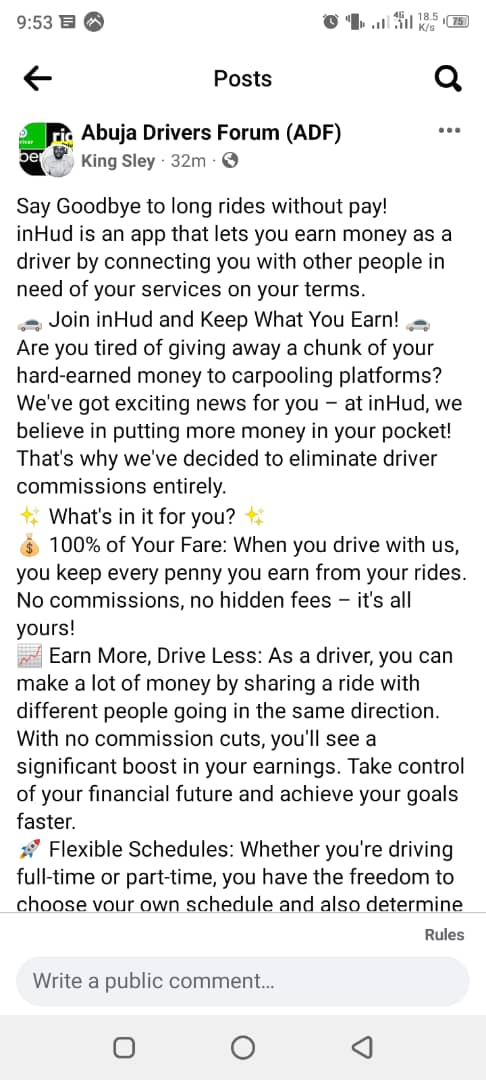 9:53
4G
18.5
K/s
75
Posts
Abuja Drivers Forum (ADF)
King Sley · 32m ·
Say Goodbye to long rides without pay!
inHud is an app that lets you earn money as a
driver by connecting you with other people in
need of your services on your terms.
🚗 Join inHud and Keep What You Earn! 🚗
Are you tired of giving away a chunk of your
hard-earned money to carpooling platforms?
We've got exciting news for you – at inHud, we
believe in putting more money in your pocket!
That's why we've decided to eliminate driver
commissions entirely.
✨ What's in it for you? ✨
💰 100% of Your Fare: When you drive with us,
you keep every penny you earn from your rides.
No commissions, no hidden fees – it's all
yours!
📈 Earn More, Drive Less: As a driver, you can
make a lot of money by sharing a ride with
different people going in the same direction.
With no commission cuts, you'll see a
significant boost in your earnings. Take control
of your financial future and achieve your goals
faster.
🚀 Flexible Schedules: Whether you're driving
full-time or part-time, you have the freedom to
choose your own schedule and also determine
Rules
Write a public comment...